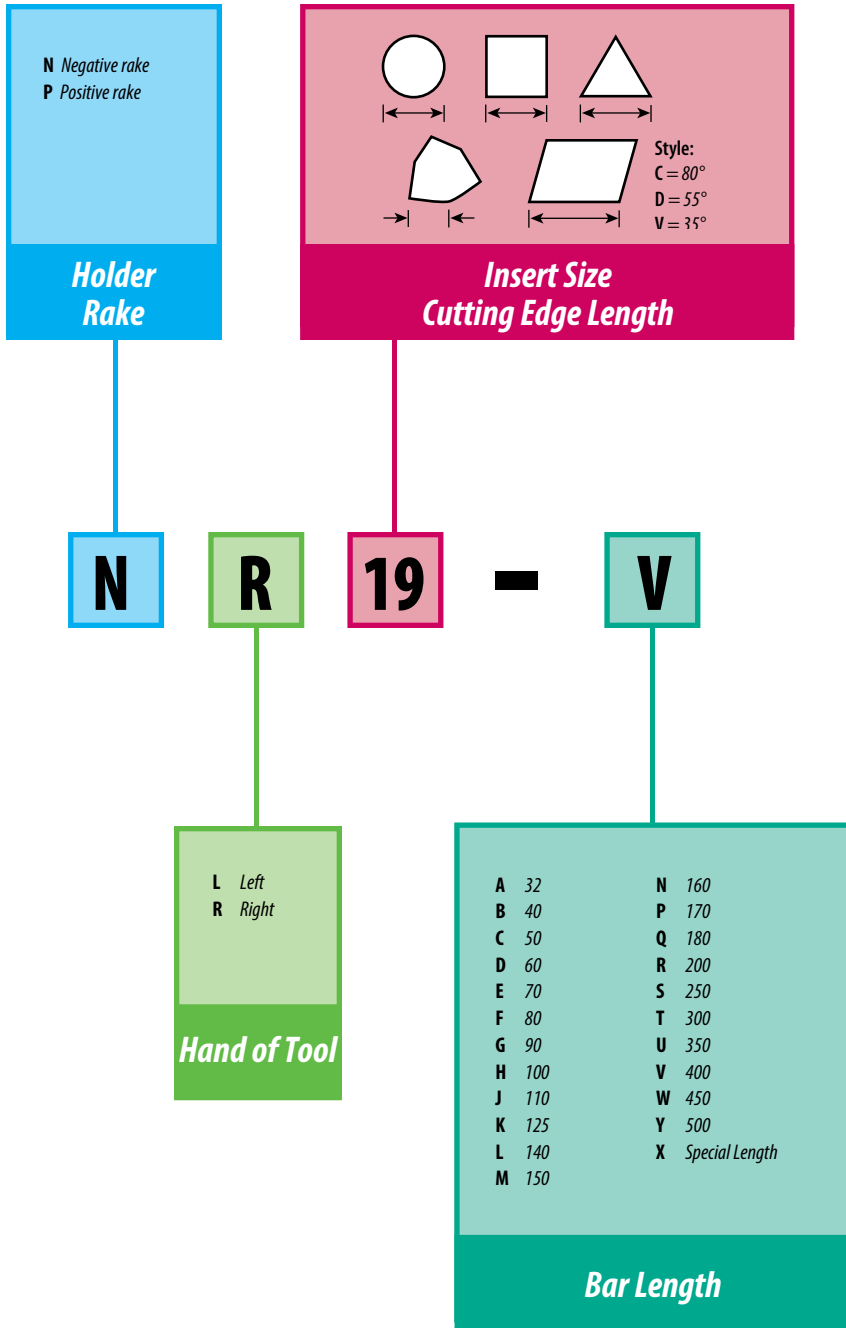 N Negative rake
P Positive rake
Holder
Rake
Style:
C = 80°
D = 55°
V = 35°
Insert Size
Cutting Edge Length
N R 19 - V
L Left
R Right
Hand of Tool
A 32
B 40
C 50
D 60
E 70
F 80
G 90
H 100
J 110
K 125
L 140
M 150
N 160
P 170
Q 180
R 200
S 250
T 300
U 350
V 400
W 450
Y 500
X Special Length
Bar Length